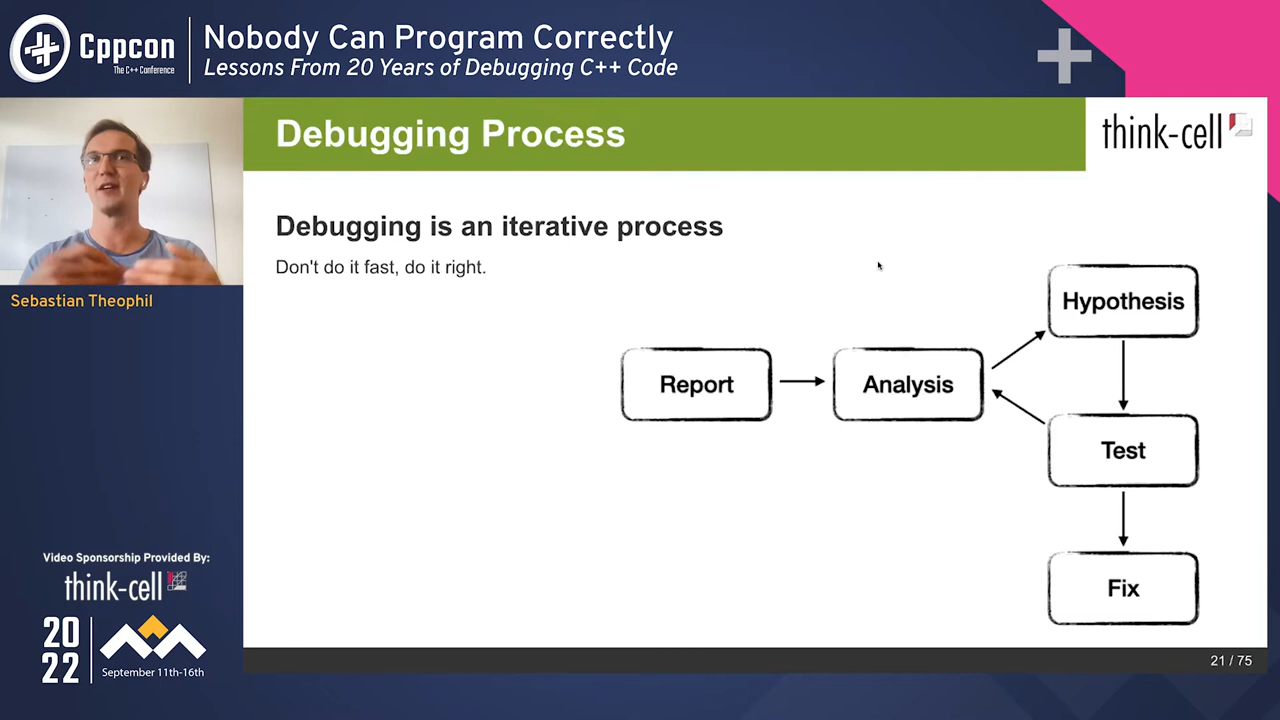 Cppcon
The C++ Conference
Nobody Can Program Correctly
Lessons From 20 Years of Debugging C++ Code
Debugging Process
think-cell
Debugging is an iterative process
Don't do it fast, do it right.
Sebastian Theophil
Hypothesis
Report
Analysis
Test
Fix
Video Sponsorship Provided By:
think-cell
20
22
September 11th-16th
21 / 75